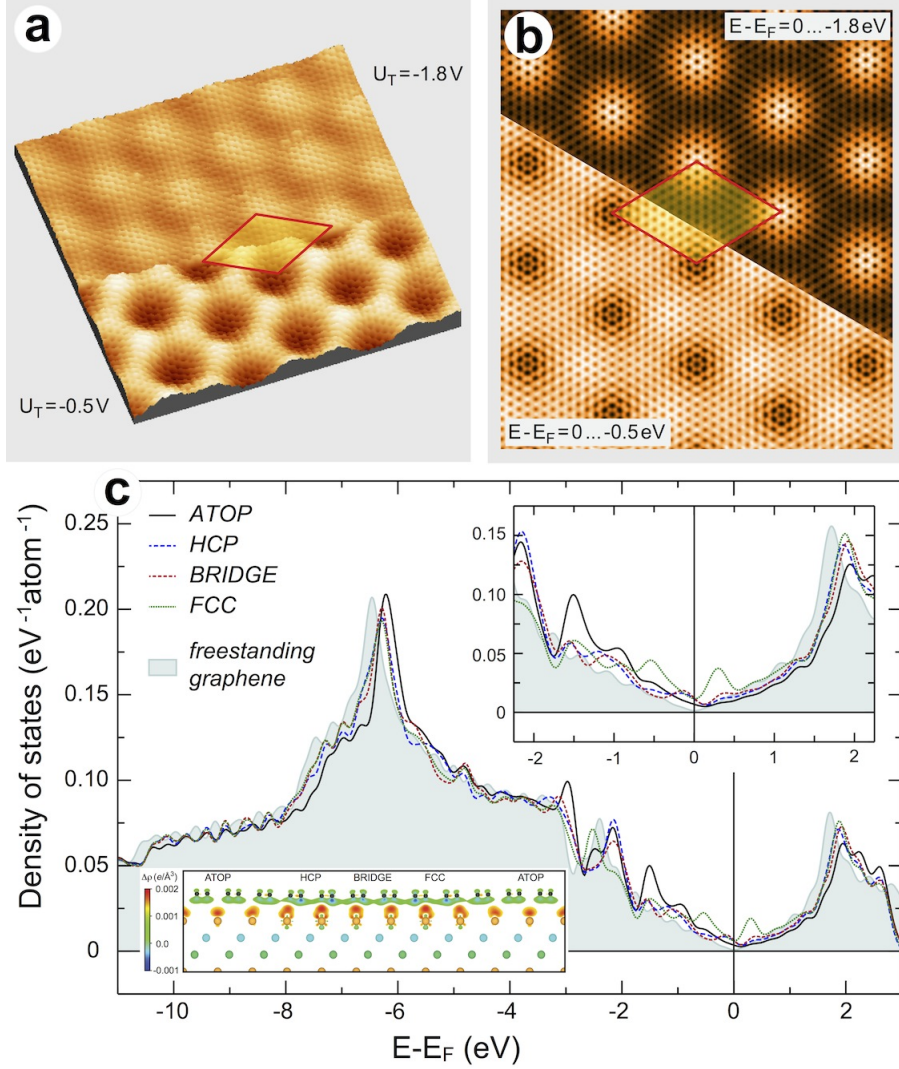 a
U_T=-1.8 V
U_T=-0.5 V
b
E-E_F=0...-1.8 eV
E-E_F=0...-0.5 eV
c
Density of states (eV⁻¹atom⁻¹)
0.25
0.20
0.15
0.10
0.05
0
ATOP
HCP
BRIDGE
FCC
freestanding
graphene
0.15
0.10
0.05
0
-2 -1 0 1 2
Δρ (e/Å³)
0.002
0.001
0.0
-0.001
ATOP HCP BRIDGE FCC ATOP
-10 -8 -6 -4 -2 0 2
E-E_F (eV)